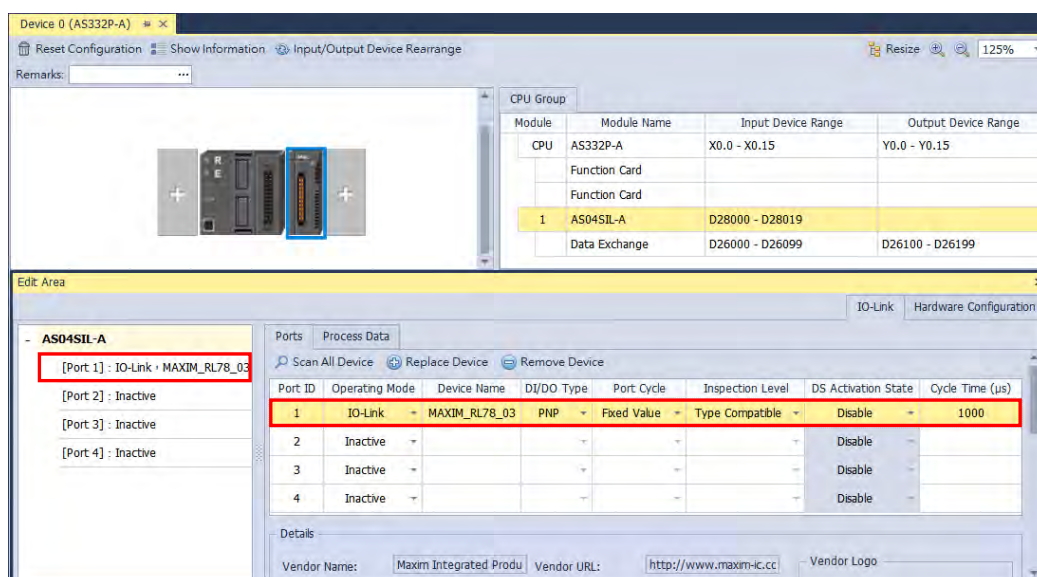 Device 0 (AS332P-A)
Reset Configuration Show Information Input/Output Device Rearrange Resize 125%
Remarks: ...
CPU Group
Module Module Name Input Device Range Output Device Range
CPU AS332P-A X0.0 - X0.15 Y0.0 - Y0.15
Function Card
Function Card
1 AS04SIL-A D28000 - D28019
Data Exchange D26000 - D26099 D26100 - D26199
R
E
Edit Area
IO-Link Hardware Configuration
- AS04SIL-A
[Port 1] : IO-Link , MAXIM_RL78_03
[Port 2] : Inactive
[Port 3] : Inactive
[Port 4] : Inactive
Ports Process Data
Scan All Device Replace Device Remove Device
Port ID Operating Mode Device Name DI/DO Type Port Cycle Inspection Level DS Activation State Cycle Time (µs)
1 IO-Link MAXIM_RL78_03 PNP Fixed Value Type Compatible Disable 1000
2 Inactive Disable
3 Inactive Disable
4 Inactive Disable
Details
Vendor Name: Maxim Integrated Produ Vendor URL: http://www.maxim-ic.cc Vendor Logo